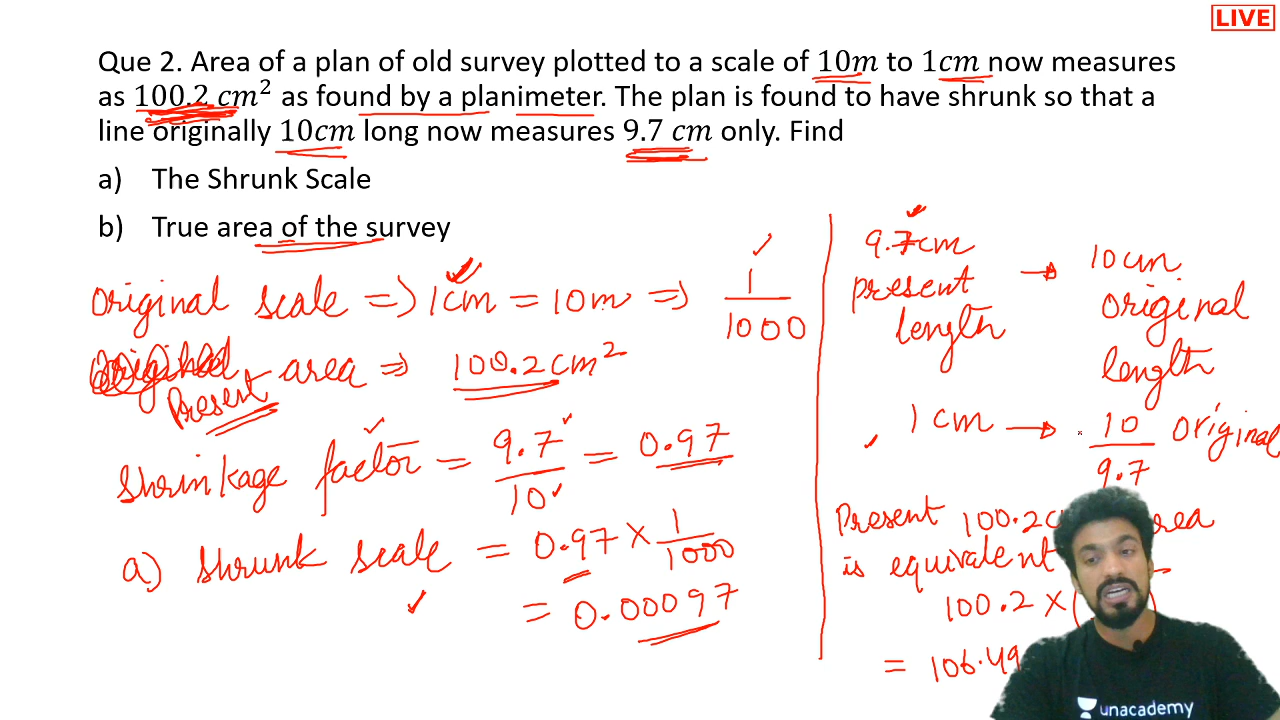 LIVE
Que 2. Area of a plan of old survey plotted to a scale of 10m to 1cm now measures
as 100.2 cm² as found by a planimeter. The plan is found to have shrunk so that a
line originally 10cm long now measures 9.7 cm only. Find
a) The Shrunk Scale
b) True area of the survey
Original scale => 1cm = 10m => 1/1000
Present area => 100.2cm²
Shrinkage factor = 9.7/10 = 0.97
a) Shrunk scale = 0.97 × 1/1000
= 0.00097
9.7cm → 10cm
present original
length length
1 cm → 10/9.7 original
Present 100.2c
is equivalent
100.2 × (
= 106.49
unacademy